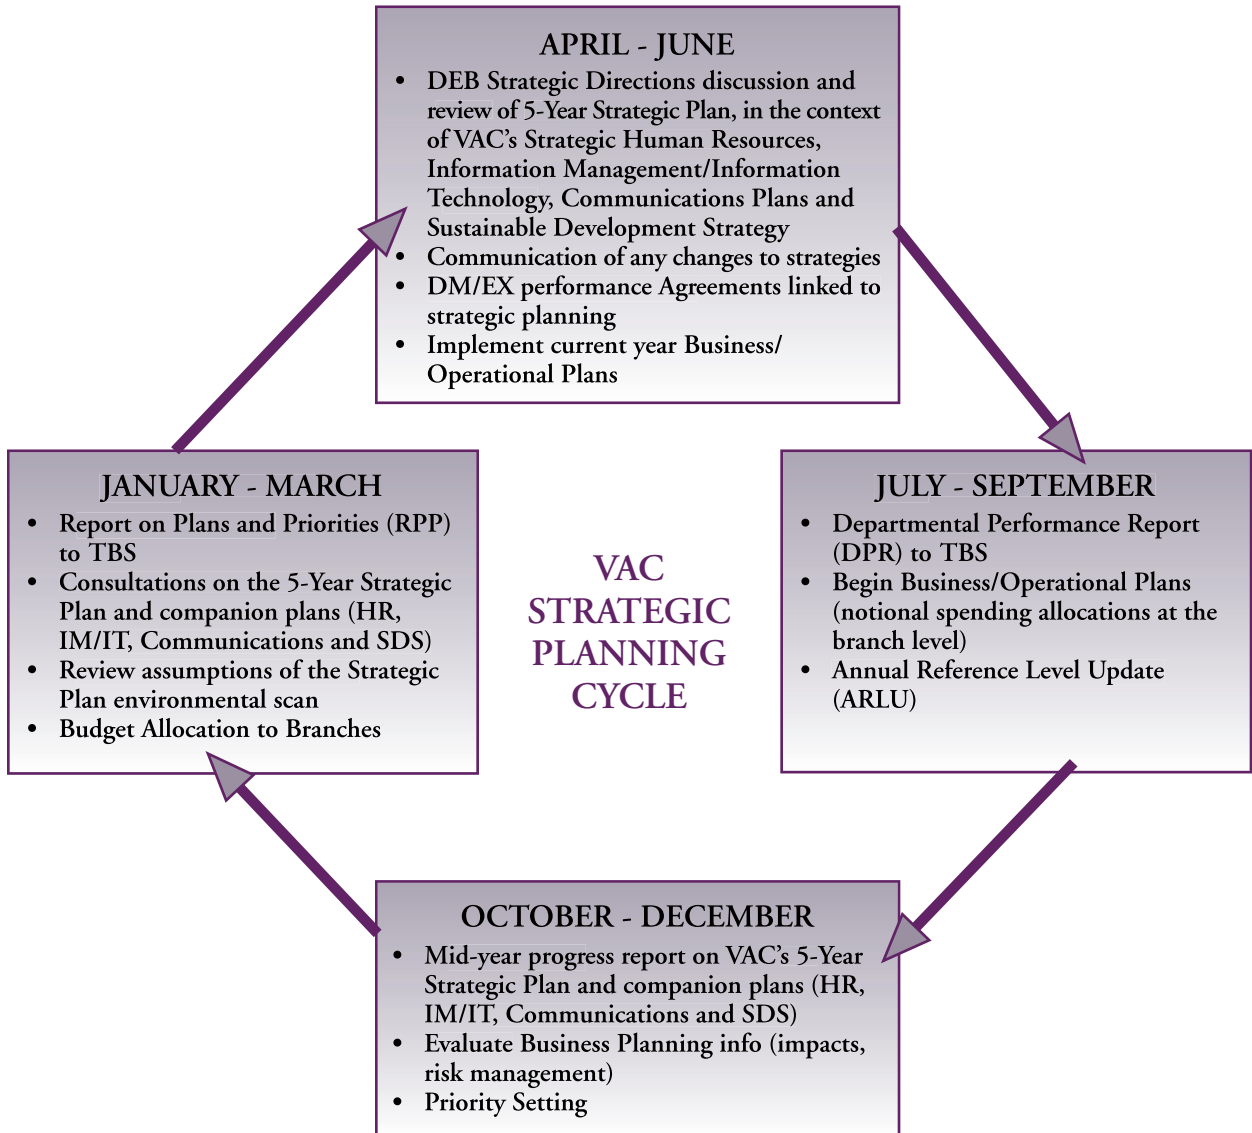 APRIL - JUNE
• DEB Strategic Directions discussion and
review of 5-Year Strategic Plan, in the context
of VAC’s Strategic Human Resources,
Information Management/Information
Technology, Communications Plans and
Sustainable Development Strategy
• Communication of any changes to strategies
• DM/EX performance Agreements linked to
strategic planning
• Implement current year Business/
Operational Plans
JANUARY - MARCH
• Report on Plans and Priorities (RPP)
to TBS
• Consultations on the 5-Year Strategic
Plan and companion plans (HR,
IM/IT, Communications and SDS)
• Review assumptions of the Strategic
Plan environmental scan
• Budget Allocation to Branches
VAC
STRATEGIC
PLANNING
CYCLE
JULY - SEPTEMBER
• Departmental Performance Report
(DPR) to TBS
• Begin Business/Operational Plans
(notional spending allocations at the
branch level)
• Annual Reference Level Update
(ARLU)
OCTOBER - DECEMBER
• Mid-year progress report on VAC’s 5-Year
Strategic Plan and companion plans (HR,
IM/IT, Communications and SDS)
• Evaluate Business Planning info (impacts,
risk management)
• Priority Setting